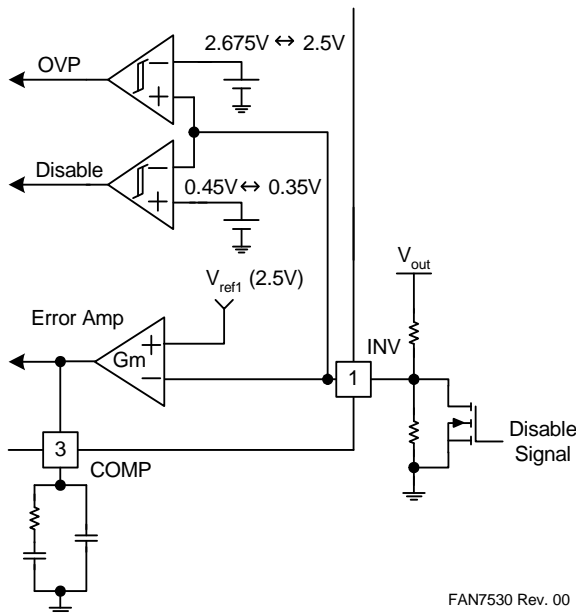 2.675V ↔ 2.5V
OVP
Disable
0.45V ↔ 0.35V
Vout
Vref1 (2.5V)
Error Amp
Gm
INV
1
Disable
Signal
3
COMP
FAN7530 Rev. 00